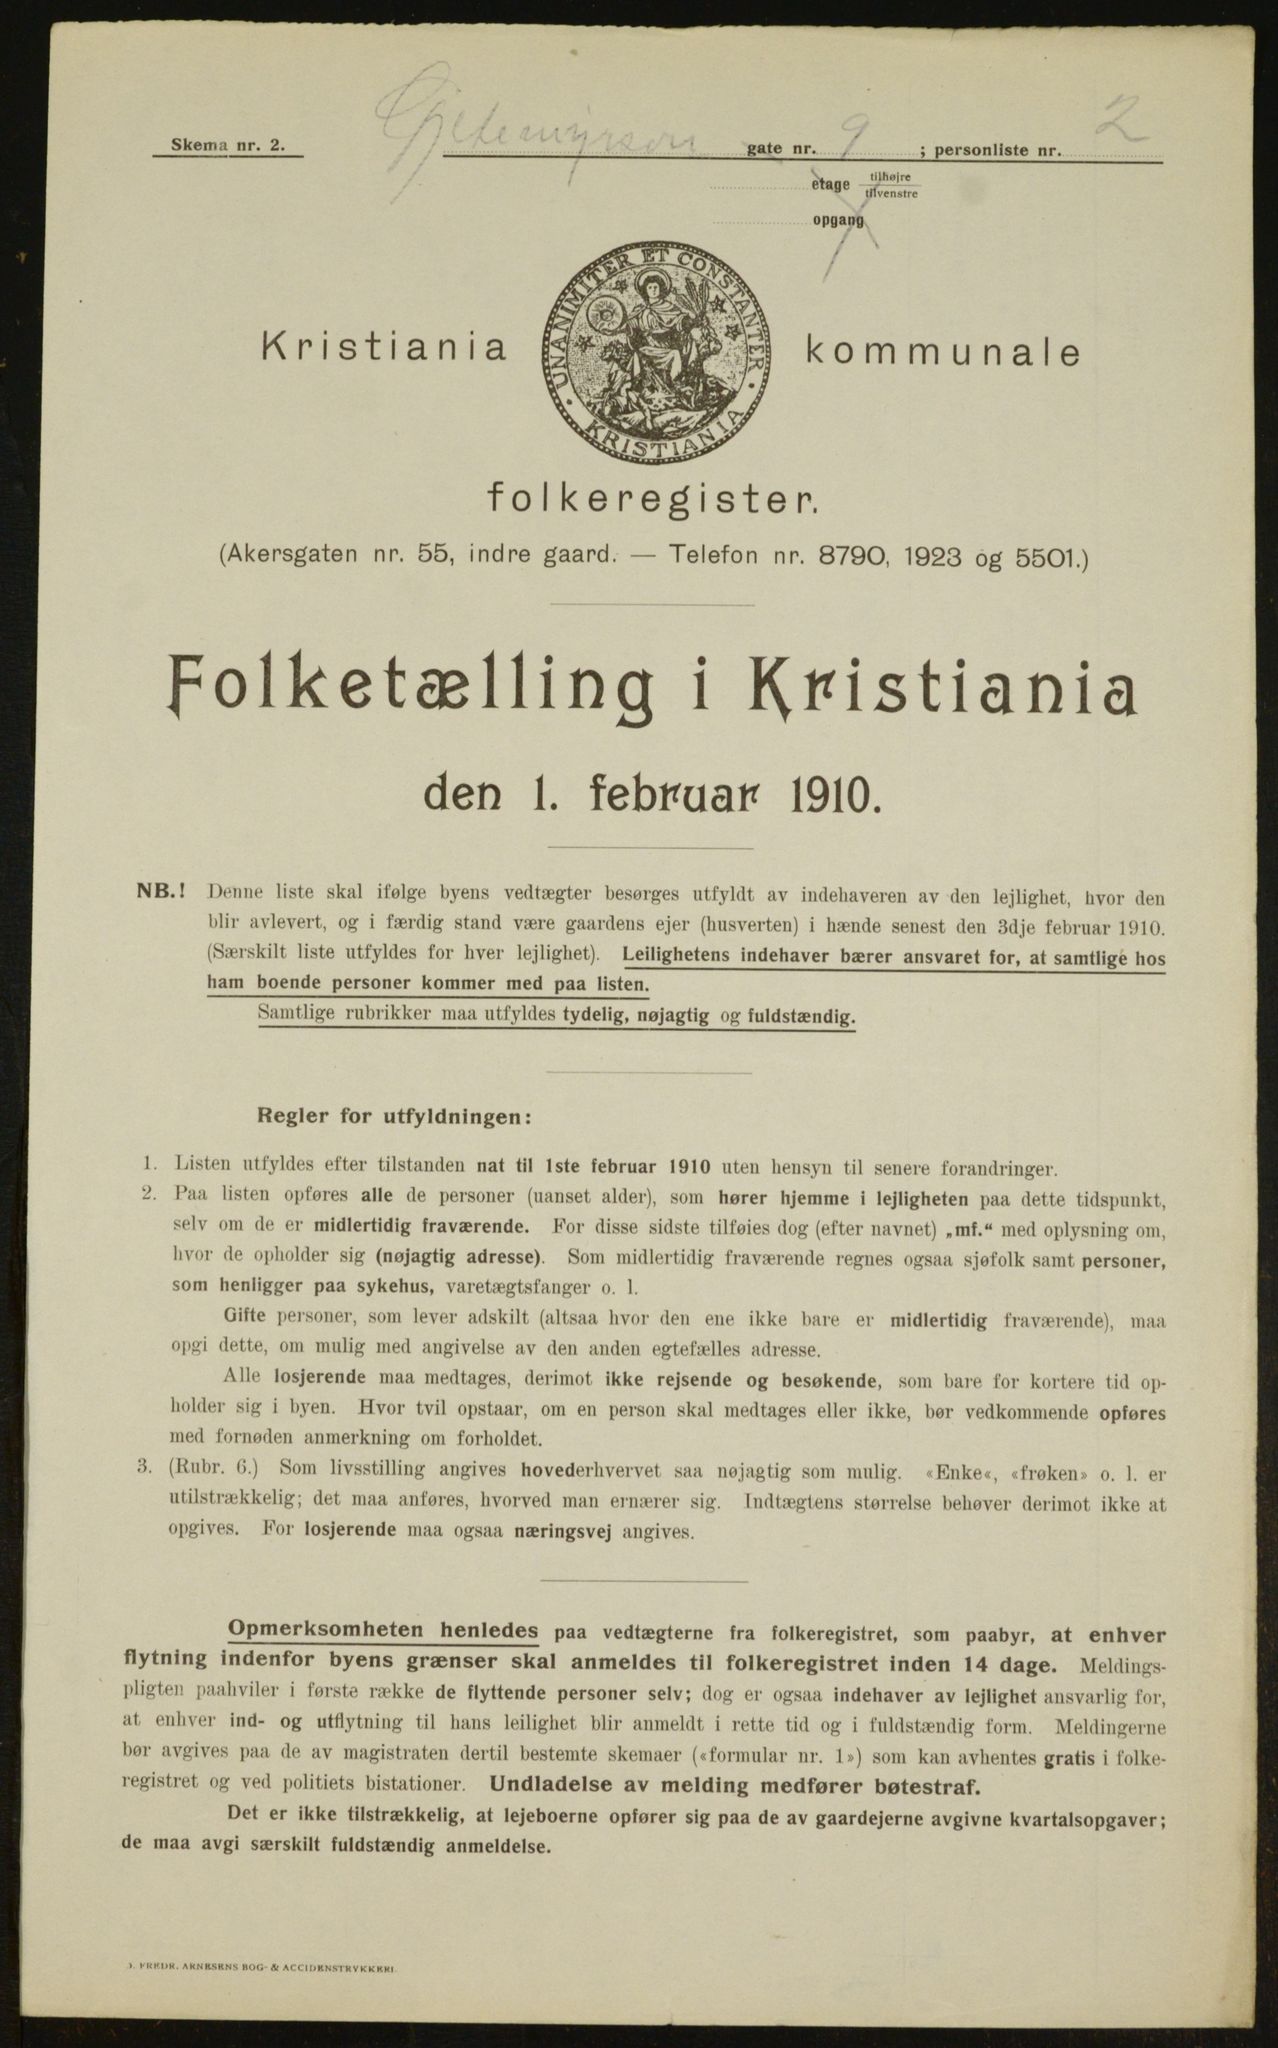 Skema nr. 2. Gjetemyrsvn gate nr. 9 ; personliste nr. 2
etage tilhøjre
tilvenstre
opgang
UNANIMITER ET CONSTANTER
KRISTIANIA
Kristiania kommunale
folkeregister.
(Akersgaten nr. 55, indre gaard. — Telefon nr. 8790, 1923 og 5501.)
Folketælling i Kristiania
den 1. februar 1910.
NB.! Denne liste skal ifølge byens vedtægter besørges utfyldt av indehaveren av den lejlighet, hvor den
blir avlevert, og i færdig stand være gaardens ejer (husverten) i hænde senest den 3dje februar 1910.
(Særskilt liste utfyldes for hver lejlighet). Leilighetens indehaver bærer ansvaret for, at samtlige hos
ham boende personer kommer med paa listen.
Samtlige rubrikker maa utfyldes tydelig, nøjagtig og fuldstændig.
Regler for utfyldningen:
1. Listen utfyldes efter tilstanden nat til 1ste februar 1910 uten hensyn til senere forandringer.
2. Paa listen opføres alle de personer (uanset alder), som hører hjemme i lejligheten paa dette tidspunkt,
selv om de er midlertidig fraværende. For disse sidste tilføies dog (efter navnet) „mf.“ med oplysning om,
hvor de opholder sig (nøjagtig adresse). Som midlertidig fraværende regnes ogsaa sjøfolk samt personer,
som henligger paa sykehus, varetægtsfanger o. l.
Gifte personer, som lever adskilt (altsaa hvor den ene ikke bare er midlertidig fraværende), maa
opgi dette, om mulig med angivelse av den anden egtefælles adresse.
Alle losjerende maa medtages, derimot ikke rejsende og besøkende, som bare for kortere tid op-
holder sig i byen. Hvor tvil opstaar, om en person skal medtages eller ikke, bør vedkommende opføres
med fornøden anmerkning om forholdet.
3. (Rubr. 6.) Som livsstilling angives hovederhvervet saa nøjagtig som mulig. «Enke«, «frøken» o. l. er
utilstrækkelig; det maa anføres, hvorved man ernærer sig. Indtægtens størrelse behøver derimot ikke at
opgives. For losjerende maa ogsaa næringsvej angives.
Opmerksomheten henledes paa vedtægterne fra folkeregistret, som paabyr, at enhver
flytning indenfor byens grænser skal anmeldes til folkeregistret inden 14 dage. Meldings-
pligten paahviler i første række de flyttende personer selv; dog er ogsaa indehaver av lejlighet ansvarlig for,
at enhver ind- og utflytning til hans leilighet blir anmeldt i rette tid og i fuldstændig form. Meldingerne
bør avgives paa de av magistraten dertil bestemte skemaer («formular nr. 1») som kan avhentes gratis i folke-
registret og ved politiets bistationer. Undladelse av melding medfører bøtestraf.
Det er ikke tilstrækkelig, at lejeboerne opfører sig paa de av gaardejerne avgivne kvartalsopgaver;
de maa avgi særskilt fuldstændig anmeldelse.
J. FREDR. ARNESENS BOG- & ACCIDENSTRYKKERI